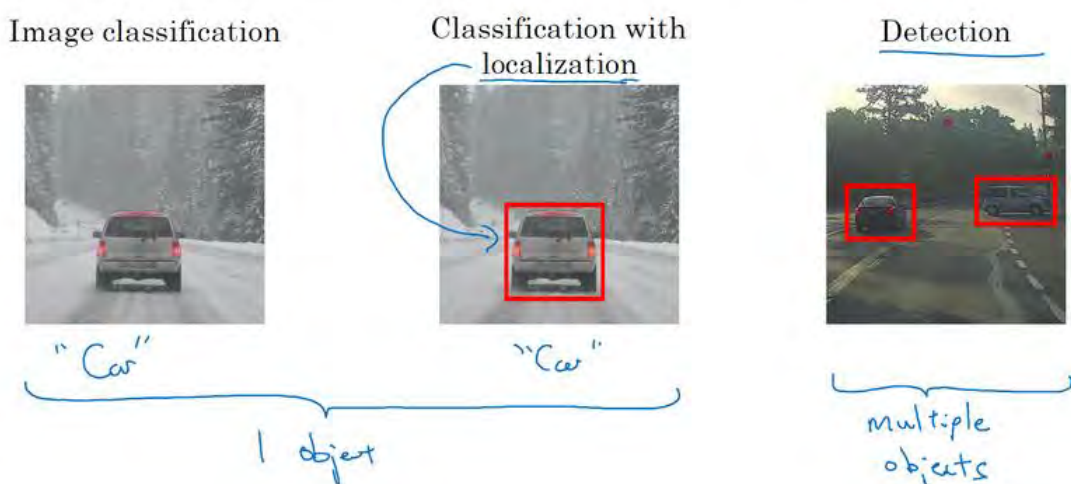 Image classification
Classification with
localization
Detection
"Car"
"Car"
1 object
multiple
objects